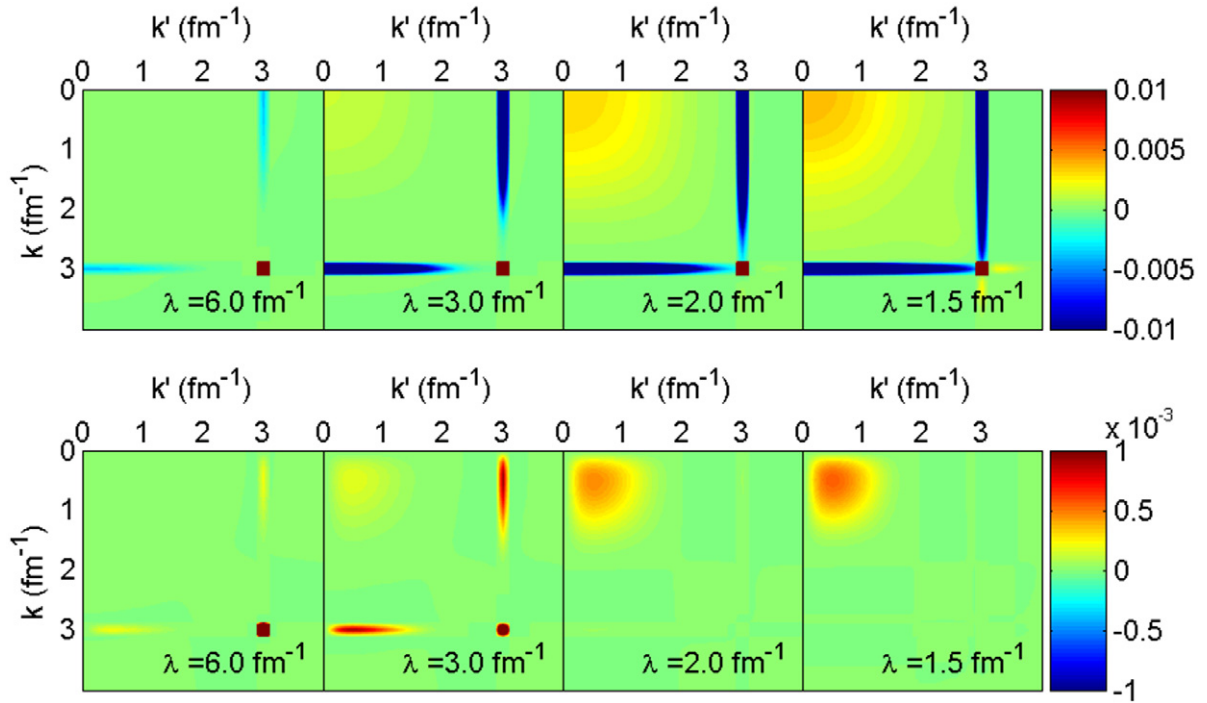 k' (fm-1) k' (fm-1) k' (fm-1) k' (fm-1)
0 1 2 3 0 1 2 3 0 1 2 3 0 1 2 3
0 1 2 3
k (fm-1)
λ =6.0 fm-1 λ =3.0 fm-1 λ =2.0 fm-1 λ =1.5 fm-1
0.01
0.005
0
-0.005
-0.01
k' (fm-1) k' (fm-1) k' (fm-1) k' (fm-1)
0 1 2 3 0 1 2 3 0 1 2 3 0 1 2 3
x 10-3
0 1 2 3
k (fm-1)
λ =6.0 fm-1 λ =3.0 fm-1 λ =2.0 fm-1 λ =1.5 fm-1
1
0.5
0
-0.5
-1